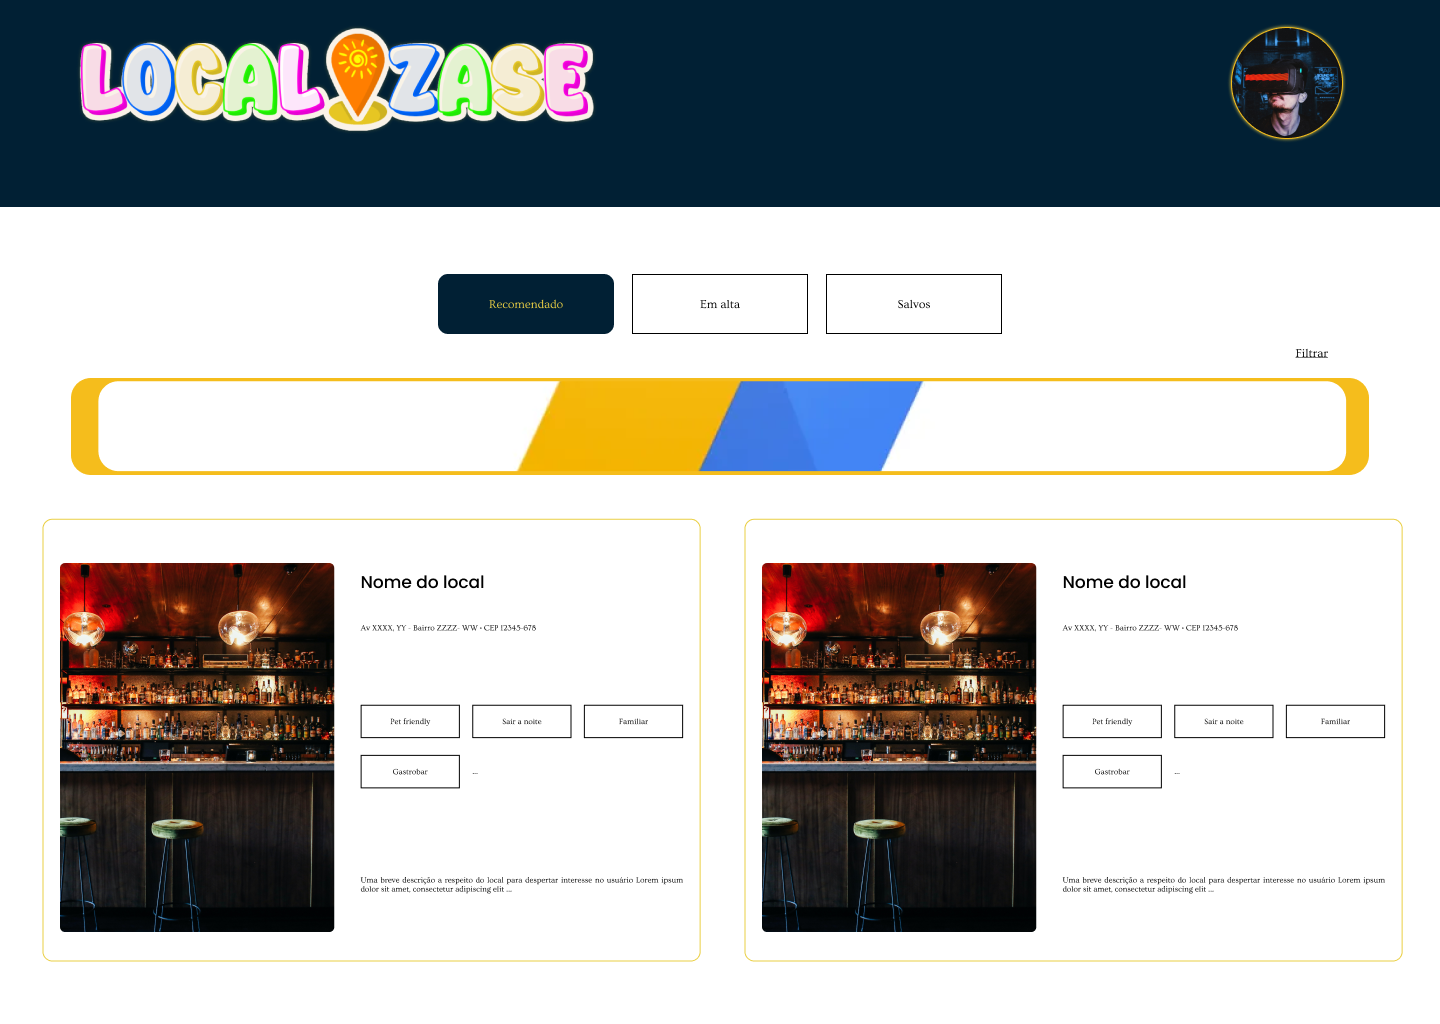 LOCALZASE
Recomendado
Em alta
Salvos
Filtrar
Nome do local
Av XXXX, YY - Bairro ZZZZ- WW • CEP 12345-678
Pet friendly
Sair a noite
Familiar
Gastrobar
...
Uma breve descrição a respeito do local para despertar interesse no usuário Lorem ipsum
dolor sit amet, consectetur adipiscing elit ...
Nome do local
Av XXXX, YY - Bairro ZZZZ- WW • CEP 12345-678
Pet friendly
Sair a noite
Familiar
Gastrobar
...
Uma breve descrição a respeito do local para despertar interesse no usuário Lorem ipsum
dolor sit amet, consectetur adipiscing elit ...